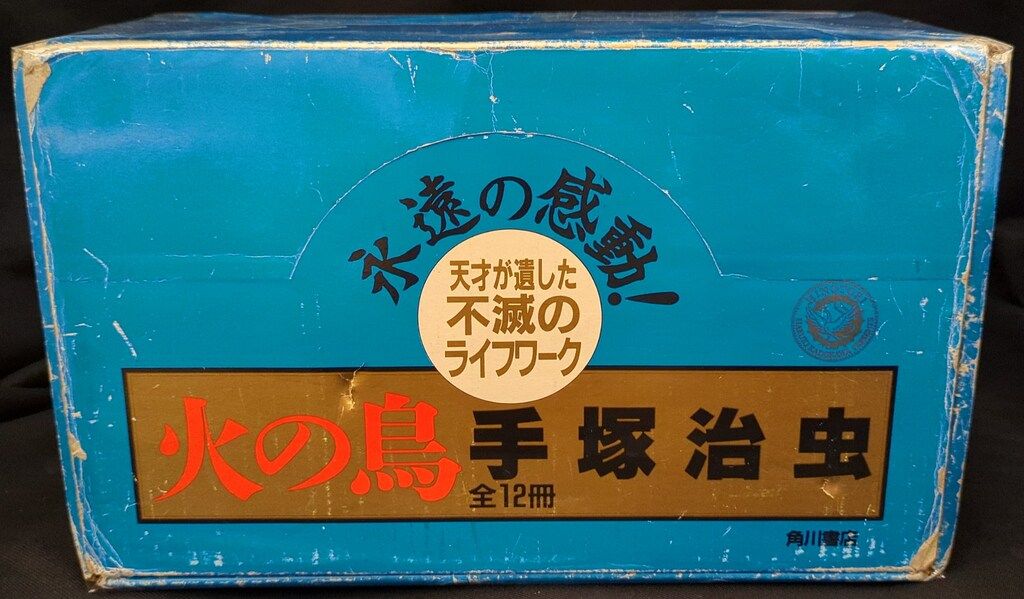 永遠の感動!
天才が遺した
不滅の
ライフワーク
火の鳥 手塚治虫
全12冊
角川書店